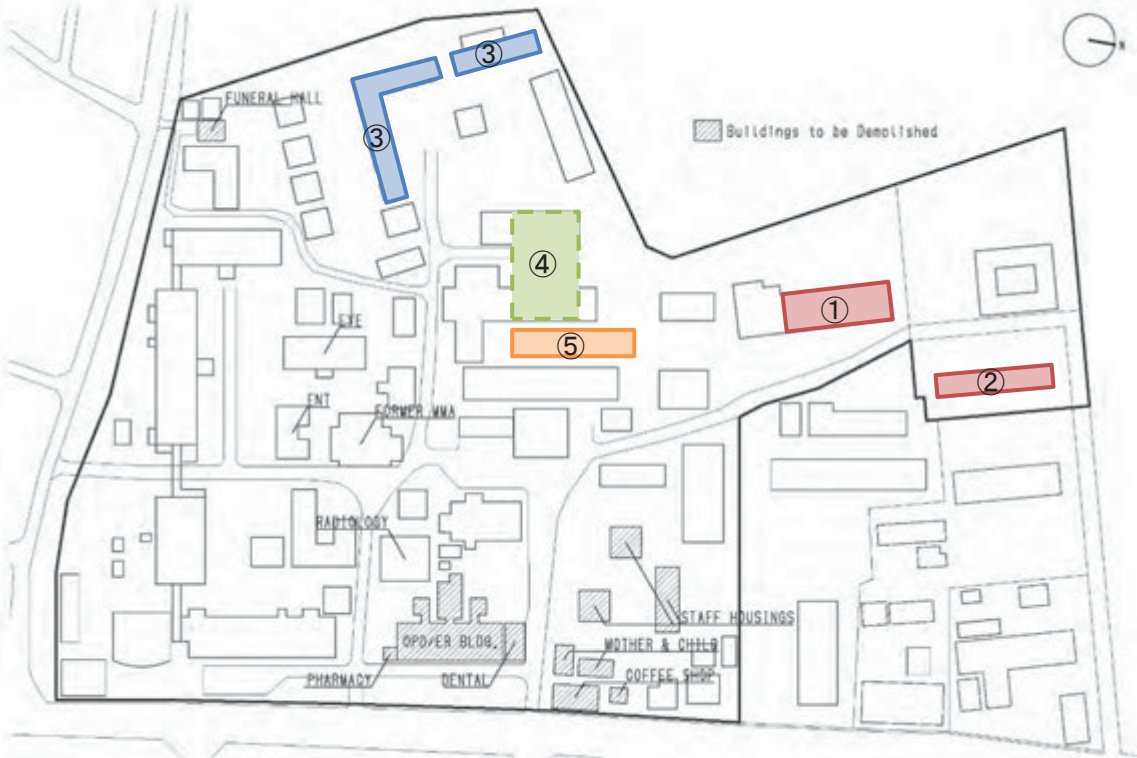 ③
N
FUNERAL HALL
③
Buildings to be Demolished
④
①
EYE
⑤
②
ENT
FORMER MMA
RADIOLOGY
STAFF HOUSINGS
OPD/ER BLDG.
MOTHER & CHILD
PHARMACY
DENTAL
COFFEE SHOP